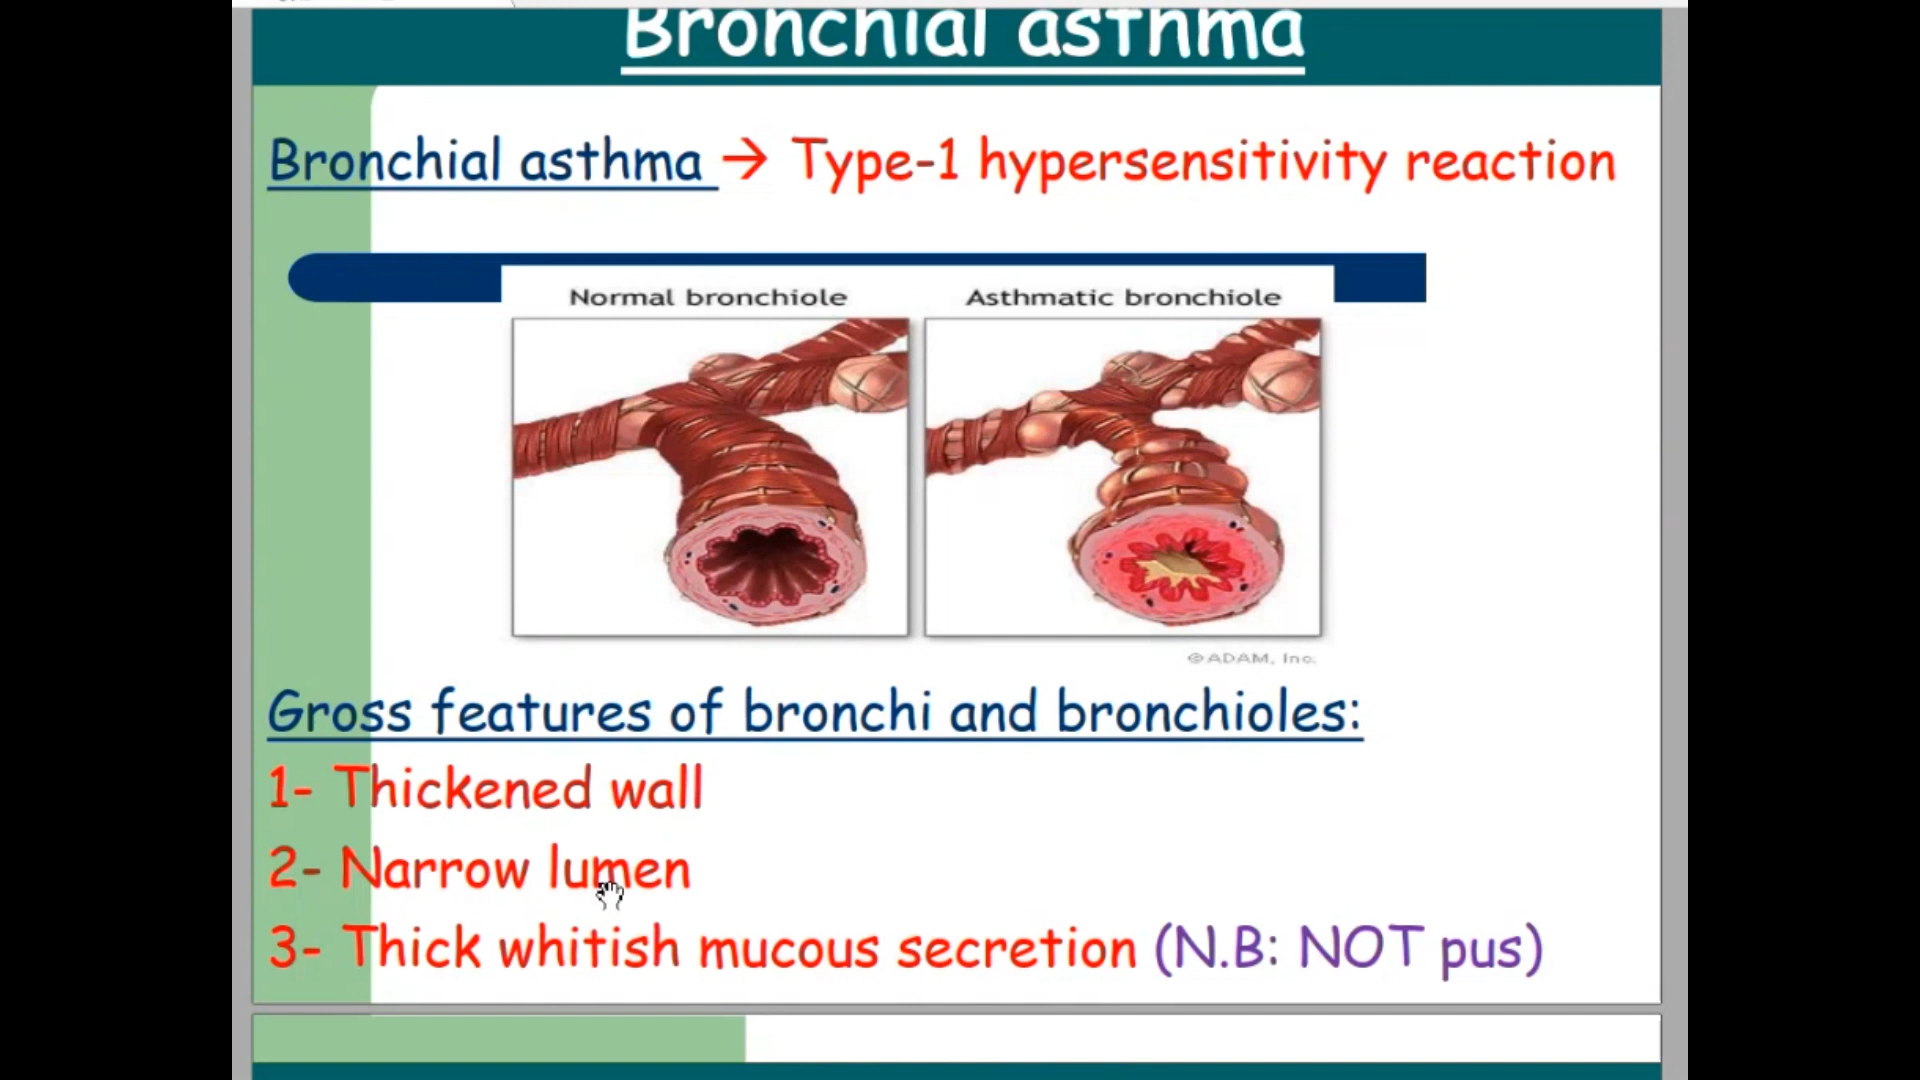 Bronchial asthma
Bronchial asthma → Type-1 hypersensitivity reaction
Normal bronchiole
Asthmatic bronchiole
©ADAM, Inc.
Gross features of bronchi and bronchioles:
1- Thickened wall
2- Narrow lumen
3- Thick whitish mucous secretion (N.B: NOT pus)